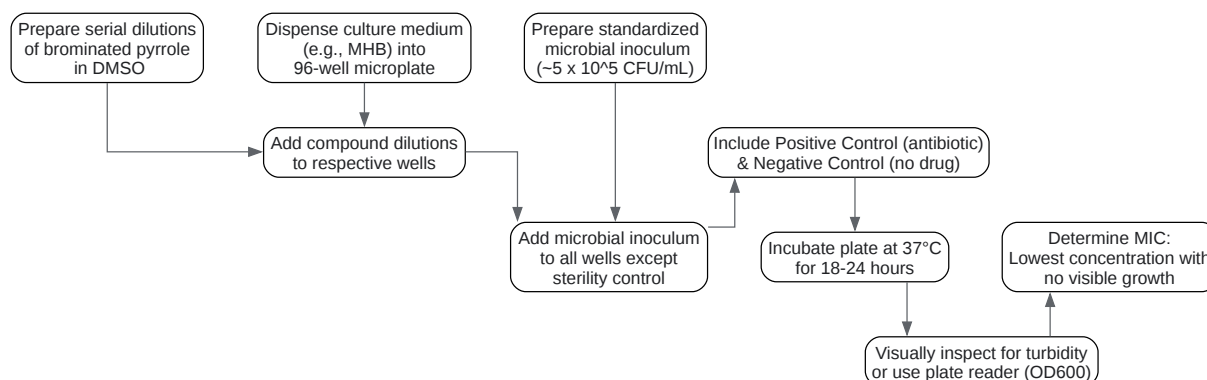 Prepare serial dilutions
of brominated pyrrole
in DMSO
Dispense culture medium
(e.g., MHB) into
96-well microplate
Prepare standardized
microbial inoculum
(~5 x 10^5 CFU/mL)
Add compound dilutions
to respective wells
Include Positive Control (antibiotic)
& Negative Control (no drug)
Add microbial inoculum
to all wells except
sterility control
Incubate plate at 37°C
for 18-24 hours
Determine MIC:
Lowest concentration with
no visible growth
Visually inspect for turbidity
or use plate reader (OD600)